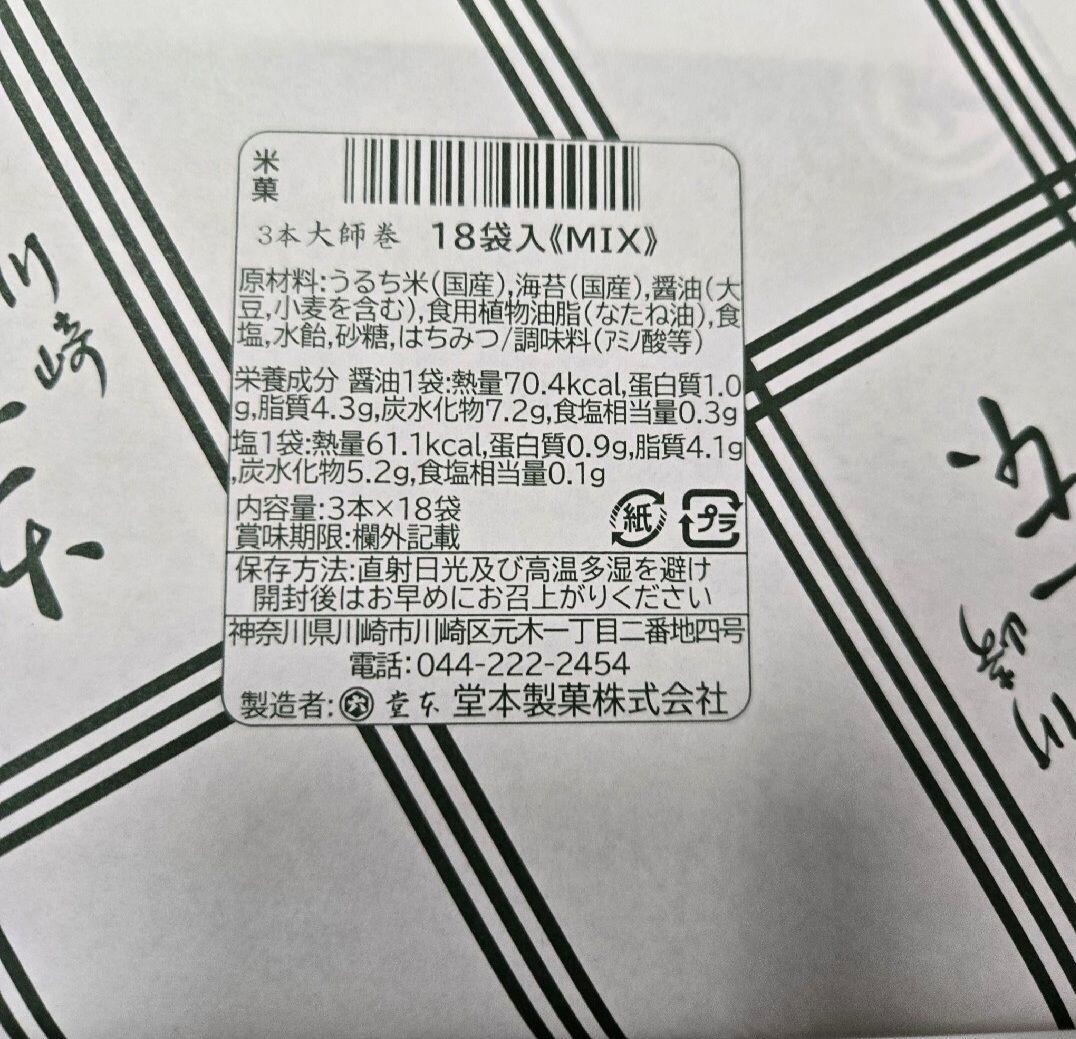 米菓
3本大師巻 18袋入《MIX》
原材料:うるち米(国産),海苔(国産),醤油(大
豆,小麦を含む),食用植物油脂(なたね油),食
塩,水飴,砂糖,はちみつ/調味料(アミノ酸等)
栄養成分 醤油1袋:熱量70.4kcal,蛋白質1.0
g,脂質4.3g,炭水化物7.2g,食塩相当量0.3g
塩1袋:熱量61.1kcal,蛋白質0.9g,脂質4.1g
,炭水化物5.2g,食塩相当量0.1g
内容量:3本×18袋
賞味期限:欄外記載
紙
プラ
保存方法:直射日光及び高温多湿を避け
開封後はお早めにお召上がりください
神奈川県川崎市川崎区元木一丁目二番地四号
電話:044-222-2454
製造者: 堂本 堂本製菓株式会社
川崎
本
川崎